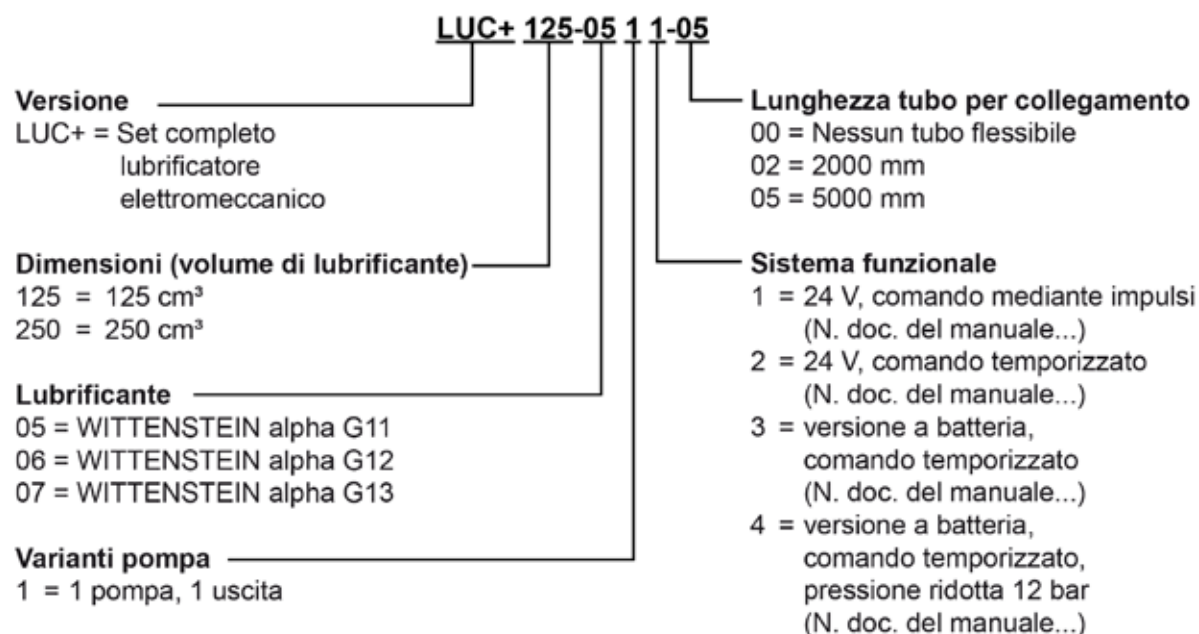 LUC+ 125-05 1 1-05
Versione
LUC+ = Set completo
lubrificatore
elettromeccanico
Dimensioni (volume di lubrificante)
125 = 125 cm³
250 = 250 cm³
Lubrificante
05 = WITTENSTEIN alpha G11
06 = WITTENSTEIN alpha G12
07 = WITTENSTEIN alpha G13
Varianti pompa
1 = 1 pompa, 1 uscita
Lunghezza tubo per collegamento
00 = Nessun tubo flessibile
02 = 2000 mm
05 = 5000 mm
Sistema funzionale
1 = 24 V, comando mediante impulsi
(N. doc. del manuale...)
2 = 24 V, comando temporizzato
(N. doc. del manuale...)
3 = versione a batteria,
comando temporizzato
(N. doc. del manuale...)
4 = versione a batteria,
comando temporizzato,
pressione ridotta 12 bar
(N. doc. del manuale...)